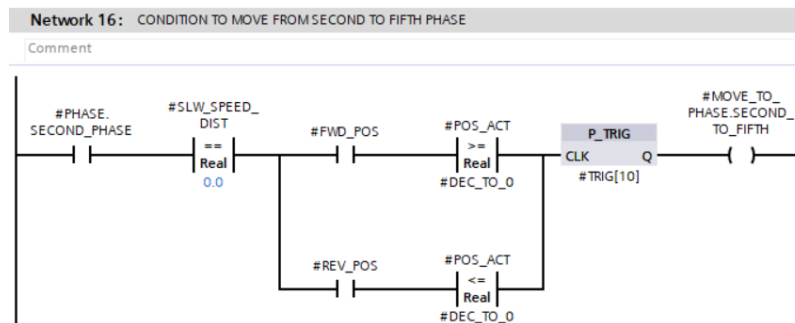 Network 16: CONDITION TO MOVE FROM SECOND TO FIFTH PHASE
Comment
#PHASE.
SECOND_PHASE
#SLW_SPEED_
DIST
==
Real
0.0
#FWD_POS
#POS_ACT
>=
Real
#DEC_TO_0
P_TRIG
CLK Q
#TRIG[10]
#MOVE_TO_
PHASE.SECOND_
TO_FIFTH
#REV_POS
#POS_ACT
<=
Real
#DEC_TO_0